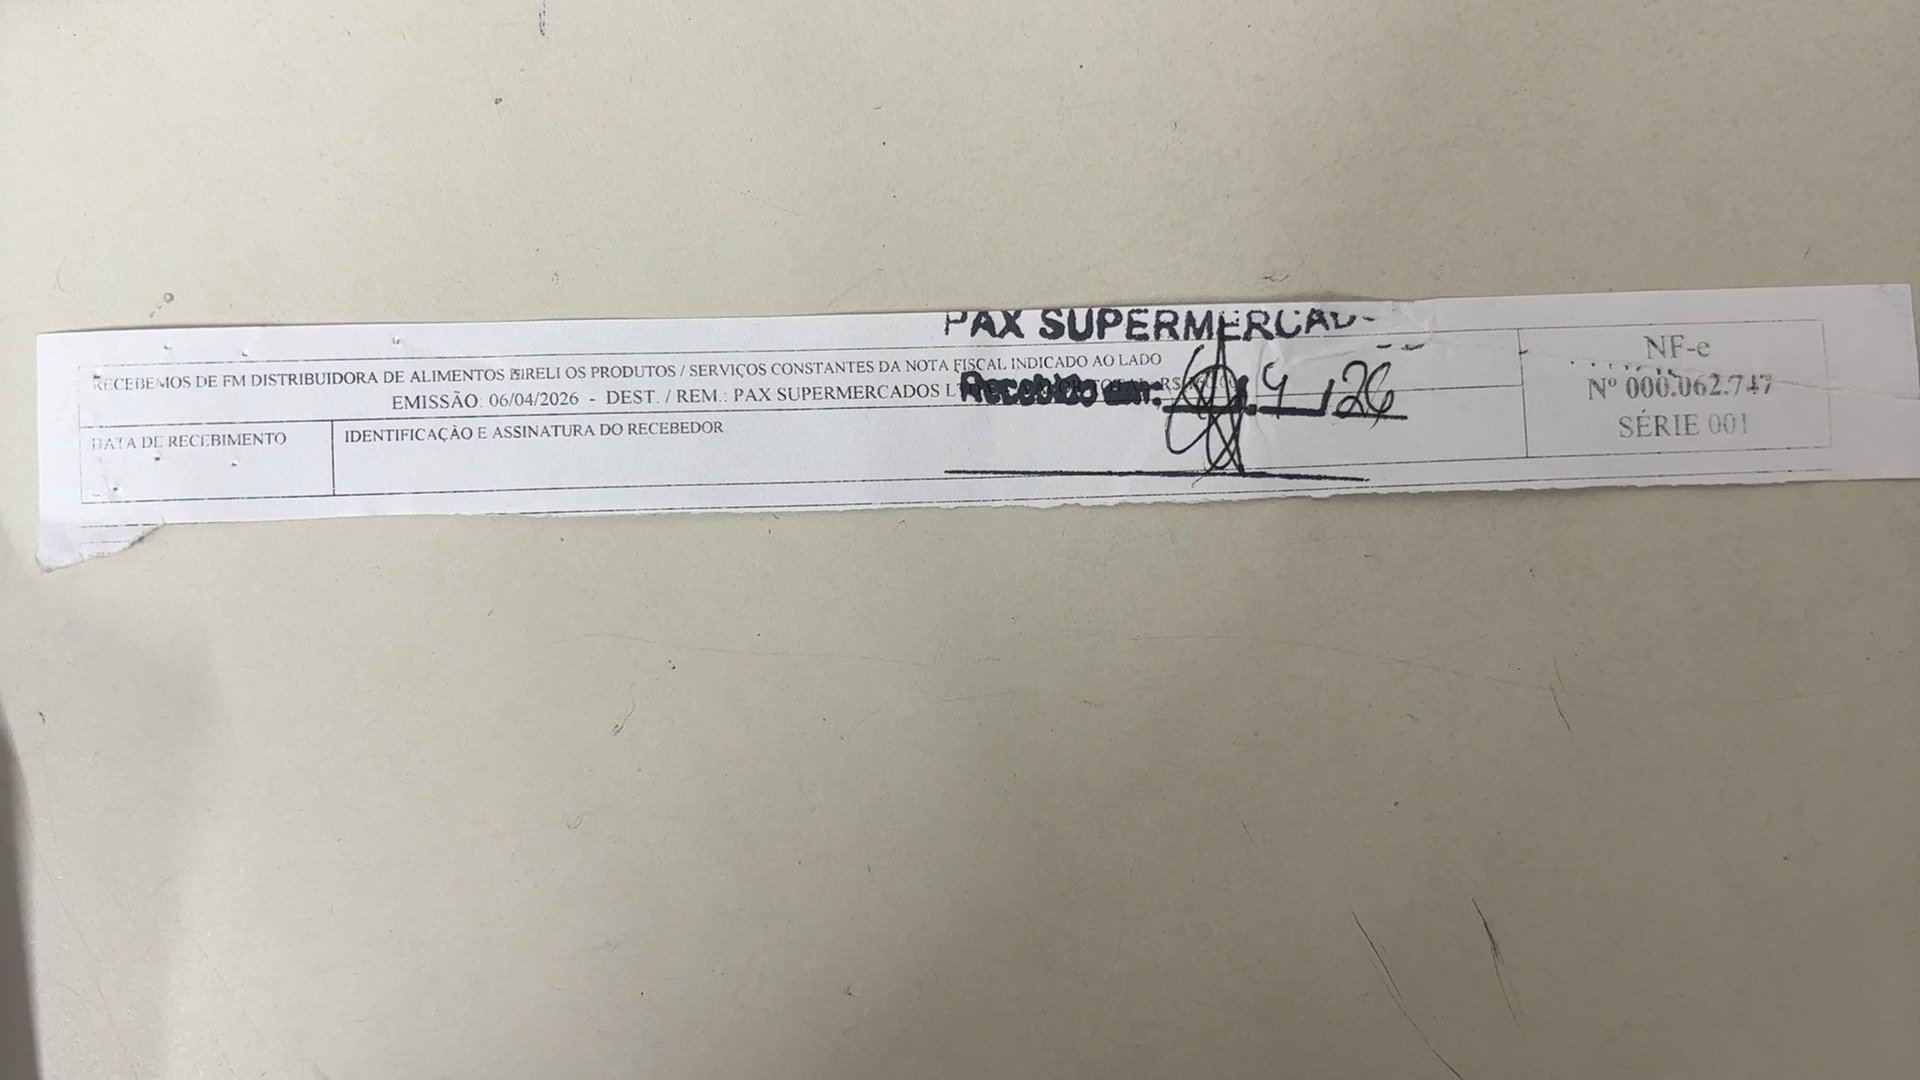 PAX SUPERMERCAD
RECEBEMOS DE FM DISTRIBUIDORA DE ALIMENTOS EIRELI OS PRODUTOS / SERVIÇOS CONSTANTES DA NOTA FISCAL INDICADO AO LADO
EMISSÃO: 06/04/2026 - DEST. / REM.: PAX SUPERMERCADOS L
Recebido em: 4 / 26
DATA DE RECEBIMENTO
IDENTIFICAÇÃO E ASSINATURA DO RECEBEDOR
NF-e
Nº 000.062.747
SÉRIE 001